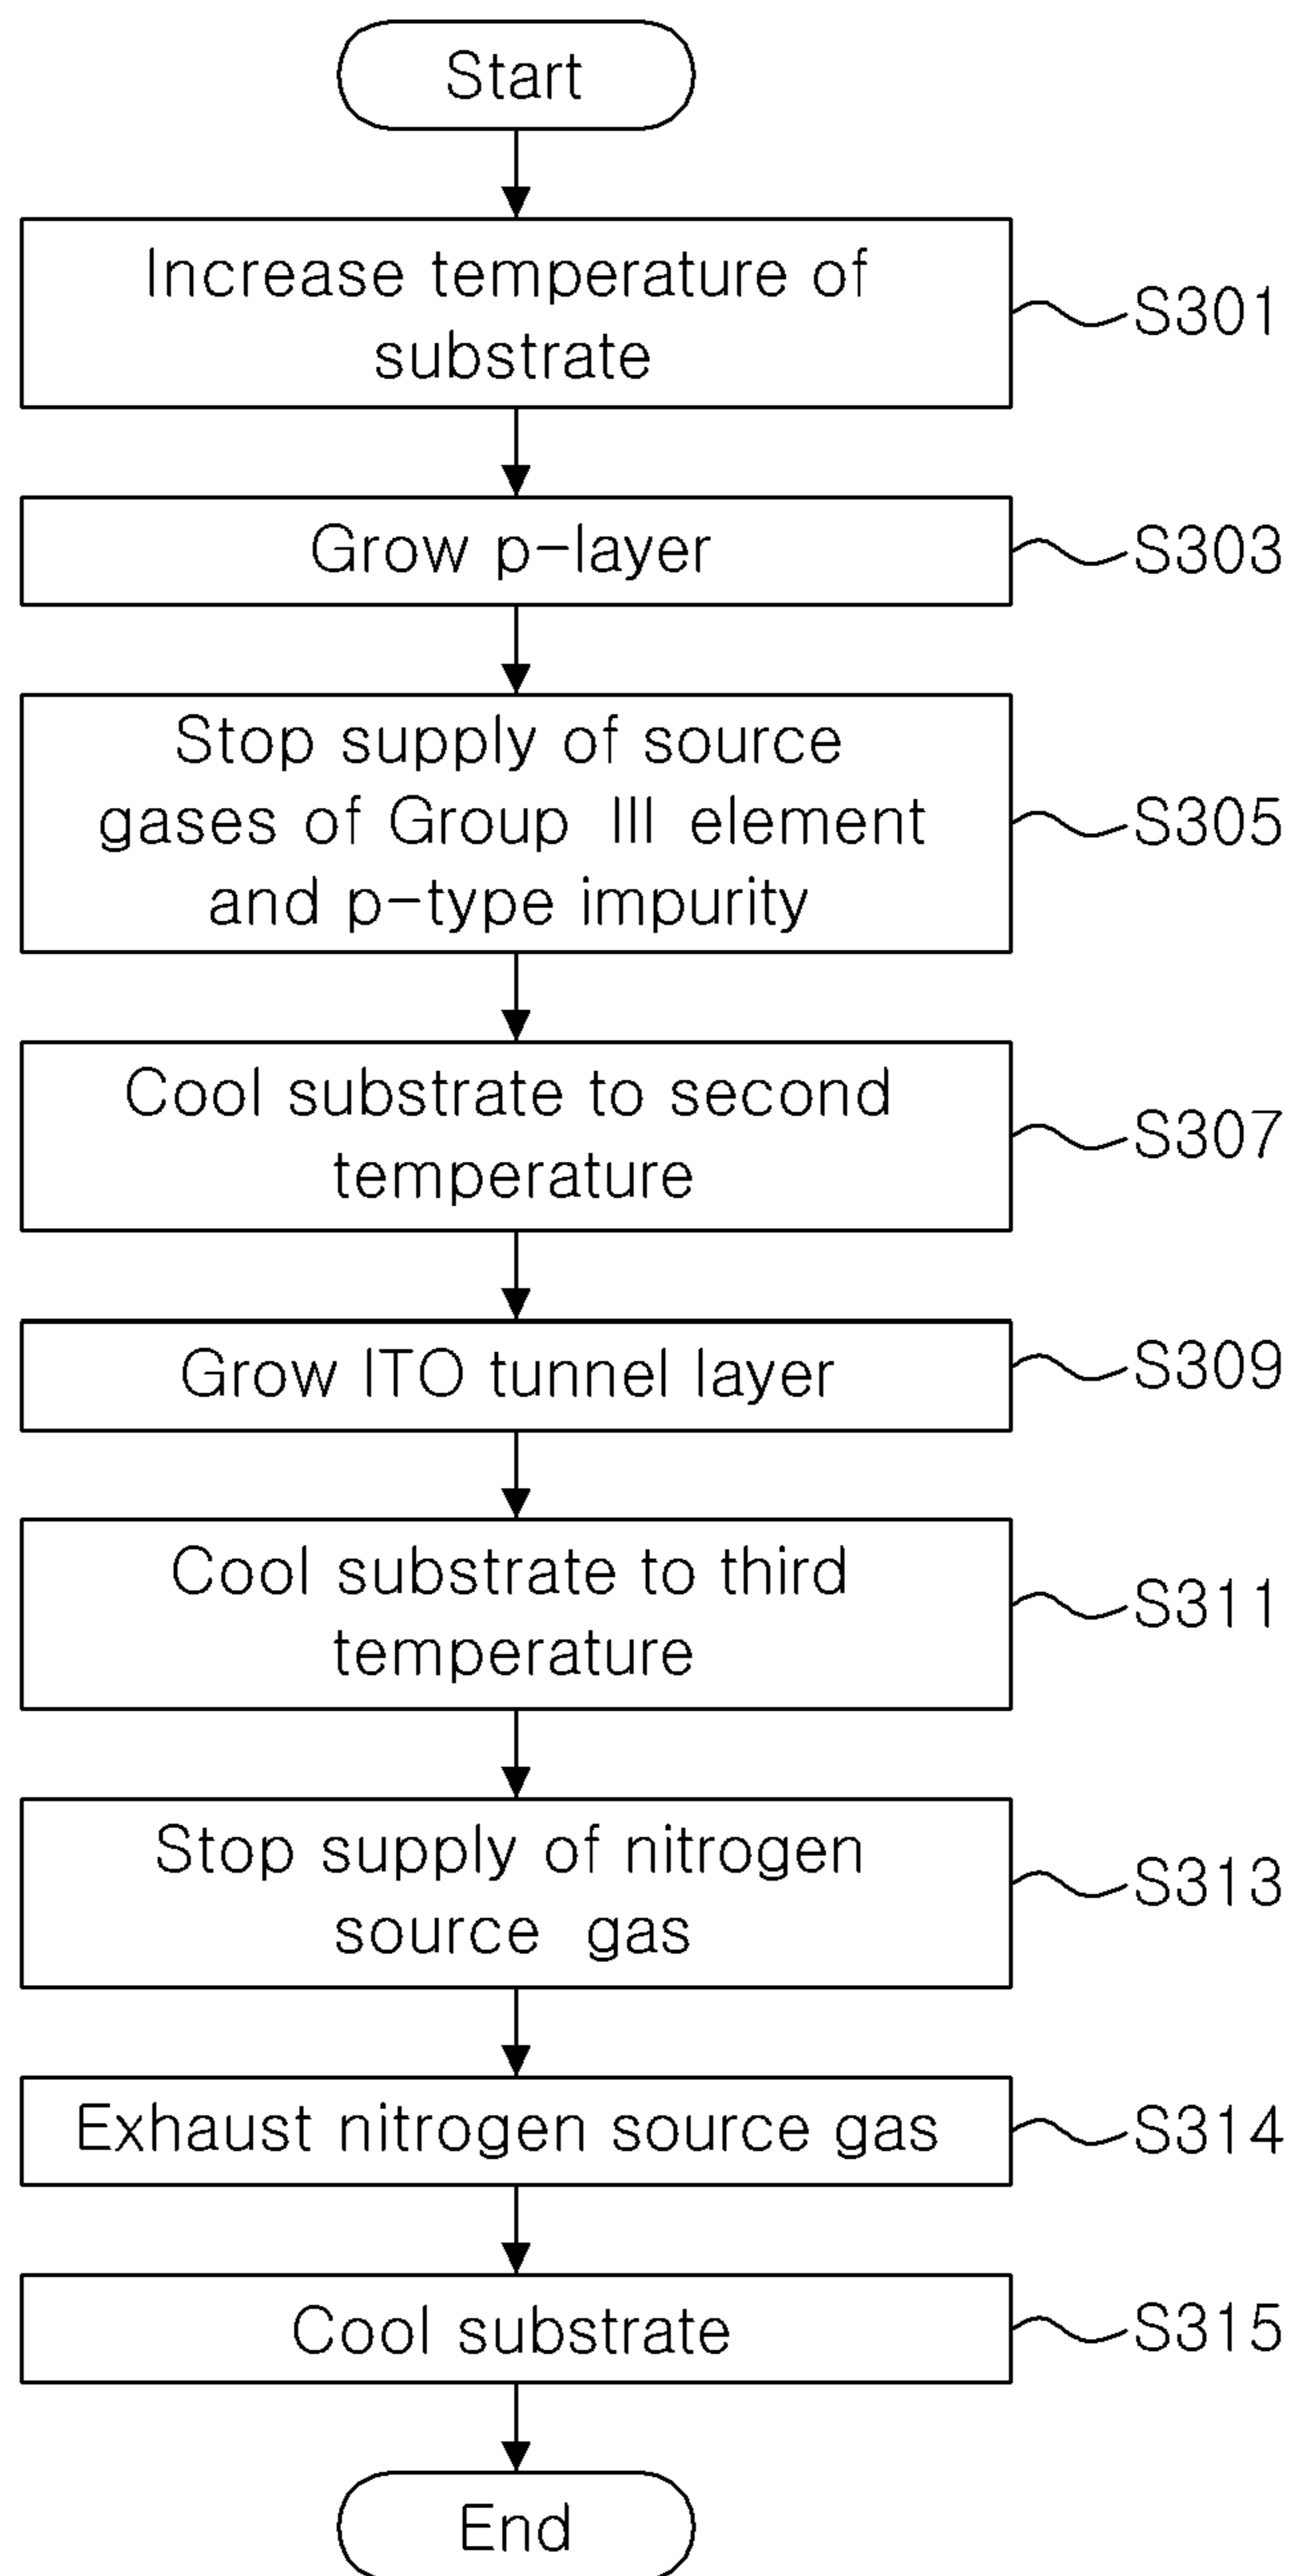 Start
Increase temperature of
substrate
S301
Grow p-layer
S303
Stop supply of source
gases of Group III element
and p-type impurity
S305
Cool substrate to second
temperature
S307
Grow ITO tunnel layer
S309
Cool substrate to third
temperature
S311
Stop supply of nitrogen
source gas
S313
Exhaust nitrogen source gas
S314
Cool substrate
S315
End